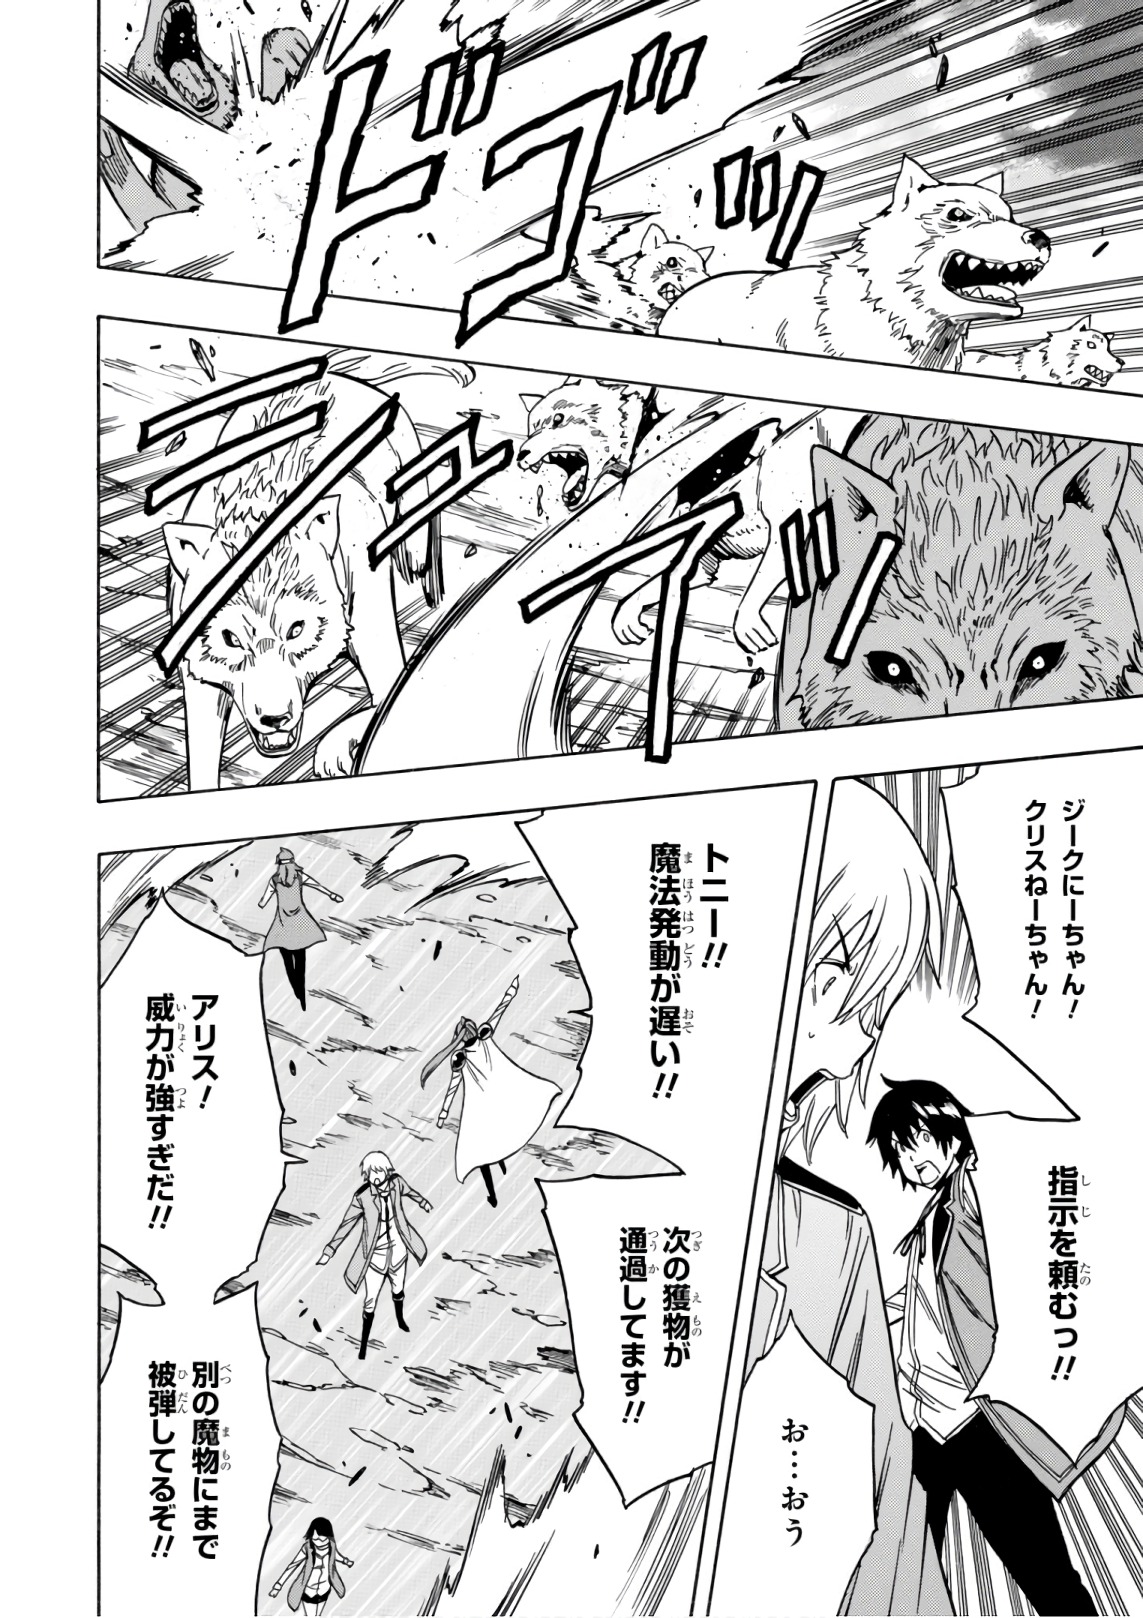 ドゴッ
シュアッ
ジークにーちゃん！
クリスねーちゃん！
指示を頼むっ!!
お…おう
トニー!!
魔法発動が遅い!!
次の獲物が
通過してます!!
アリス！
威力が強すぎだ!!
別の魔物にまで
被弾してるぞ!!